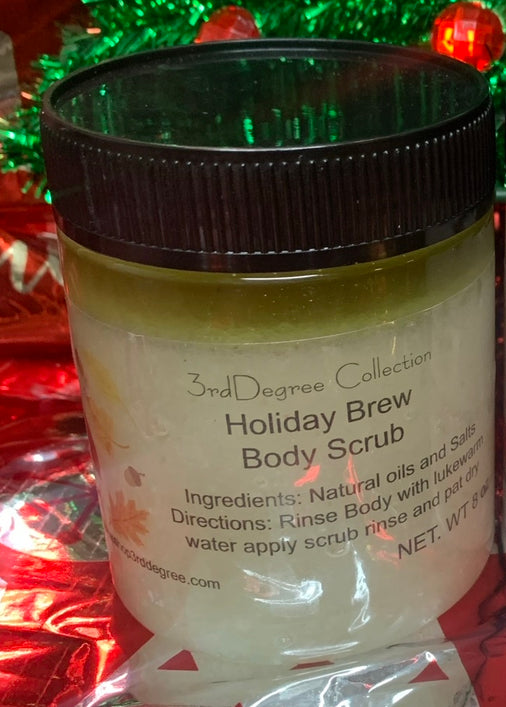 3rdDegree Collection
Holiday Brew
Body Scrub
Ingredients: Natural oils and Salts
Directions: Rinse Body with lukewarm
water apply scrub rinse and pat dry
NET. WT 8